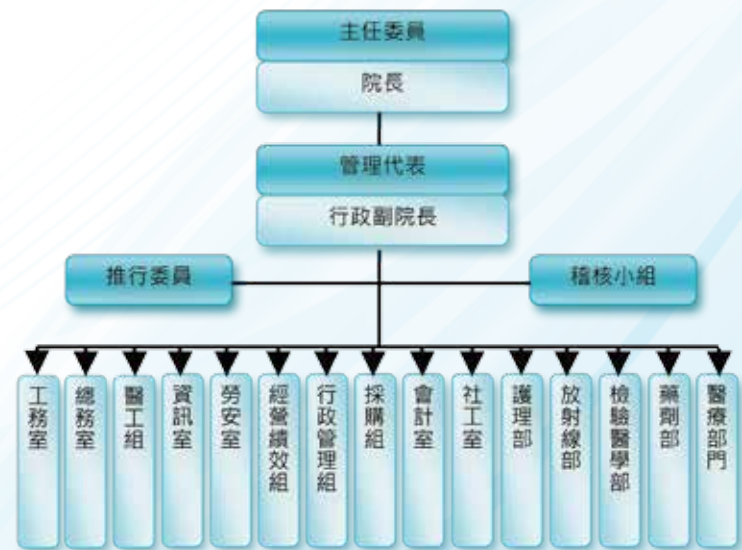 主任委員
院長
管理代表
行政副院長
推行委員
稽核小組
工務室
總務室
醫工組
資訊室
勞安室
經營績效組
行政管理組
採購組
會計室
社工室
護理部
放射線部
檢驗醫學部
藥劑部
醫療部門